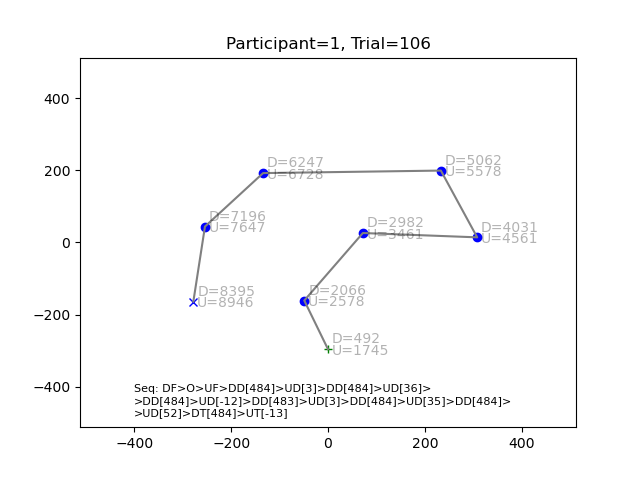 Participant=1, Trial=106
400
200
0
−200
−400
−400
−200
0
200
400
D=6247
U=6728
D=5062
U=5578
D=7196
U=7647
D=2982
U=3461
D=4031
U=4561
D=8395
U=8946
D=2066
U=2578
D=492
U=1745
Seq: DF>O>UF>DD[484]>UD[3]>DD[484]>UD[36]>
>DD[484]>UD[-12]>DD[483]>UD[3]>DD[484]>UD[35]>DD[484]>
>UD[52]>DT[484]>UT[-13]